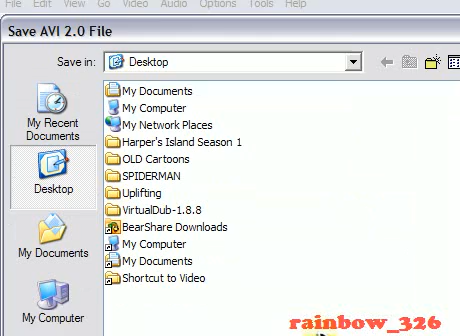 File Edit View Go Video Audio Options Tools Help
Save AVI 2.0 File
Save in: Desktop
My Recent Documents
Desktop
My Documents
My Computer
My Documents
My Computer
My Network Places
Harper's Island Season 1
OLD Cartoons
SPIDERMAN
Uplifting
VirtualDub-1.8.8
BearShare Downloads
My Computer
My Documents
Shortcut to Video
rainbow_326